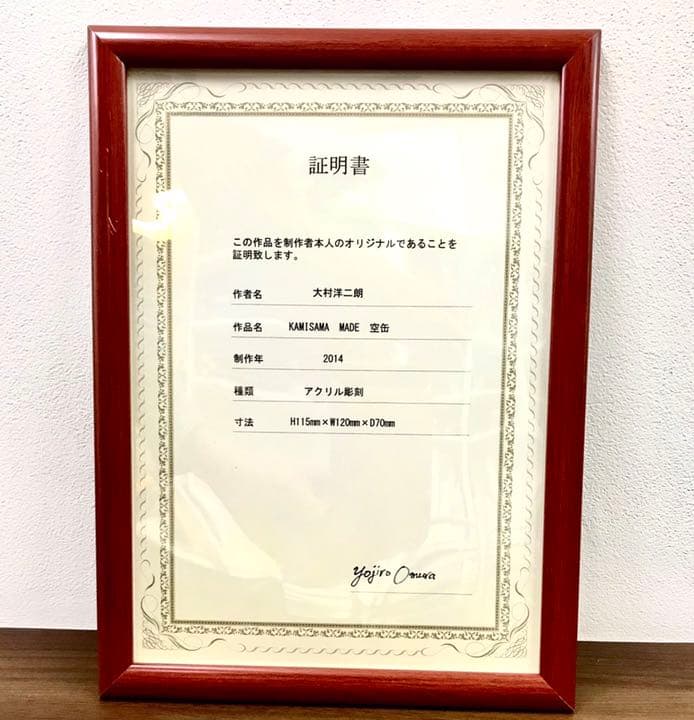 証明書
この作品を制作者本人のオリジナルであることを
証明致します。
作者名 大村洋二朗
作品名 KAMISAMA MADE 空缶
制作年 2014
種類 アクリル彫刻
寸法 H115mm×W120mm×D70mm
Yojiro Omura